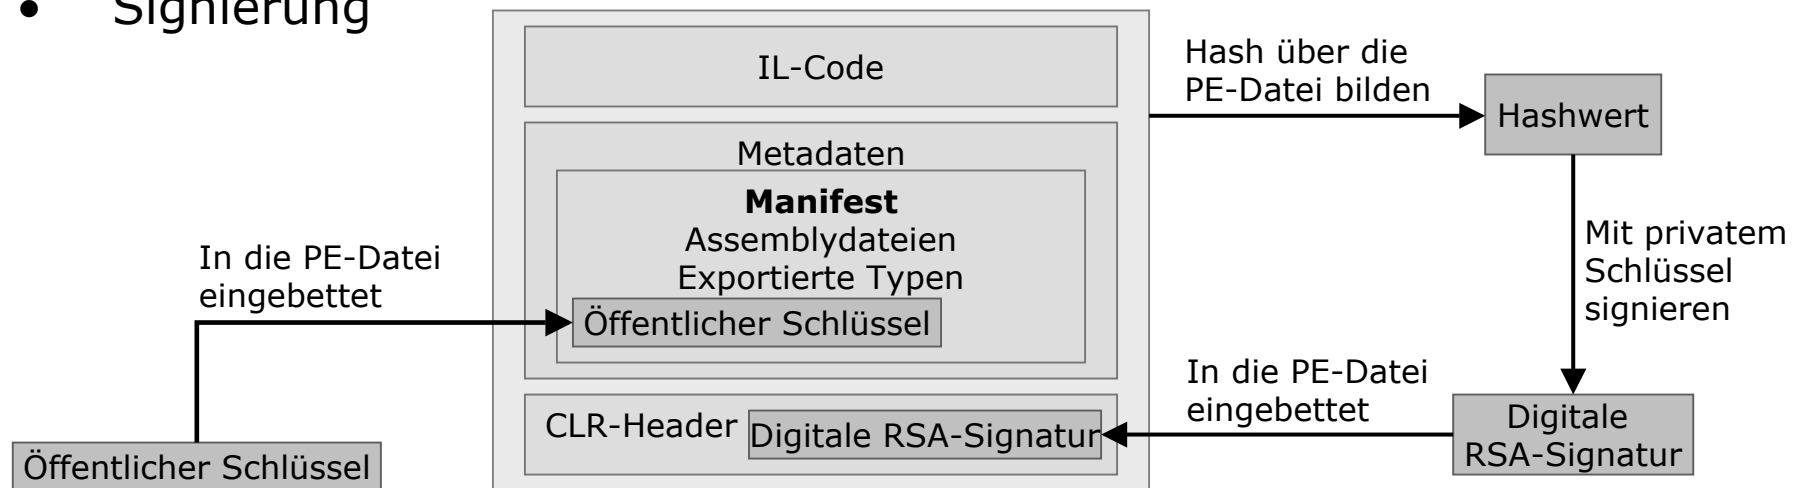 • Signierung
IL-Code
Metadaten
Manifest
Assemblydateien
Exportierte Typen
Öffentlicher Schlüssel
CLR-Header
Digitale RSA-Signatur
In die PE-Datei
eingebettet
Öffentlicher Schlüssel
Hash über die
PE-Datei bilden
Hashwert
Mit privatem
Schlüssel
signieren
In die PE-Datei
eingebettet
Digitale
RSA-Signatur